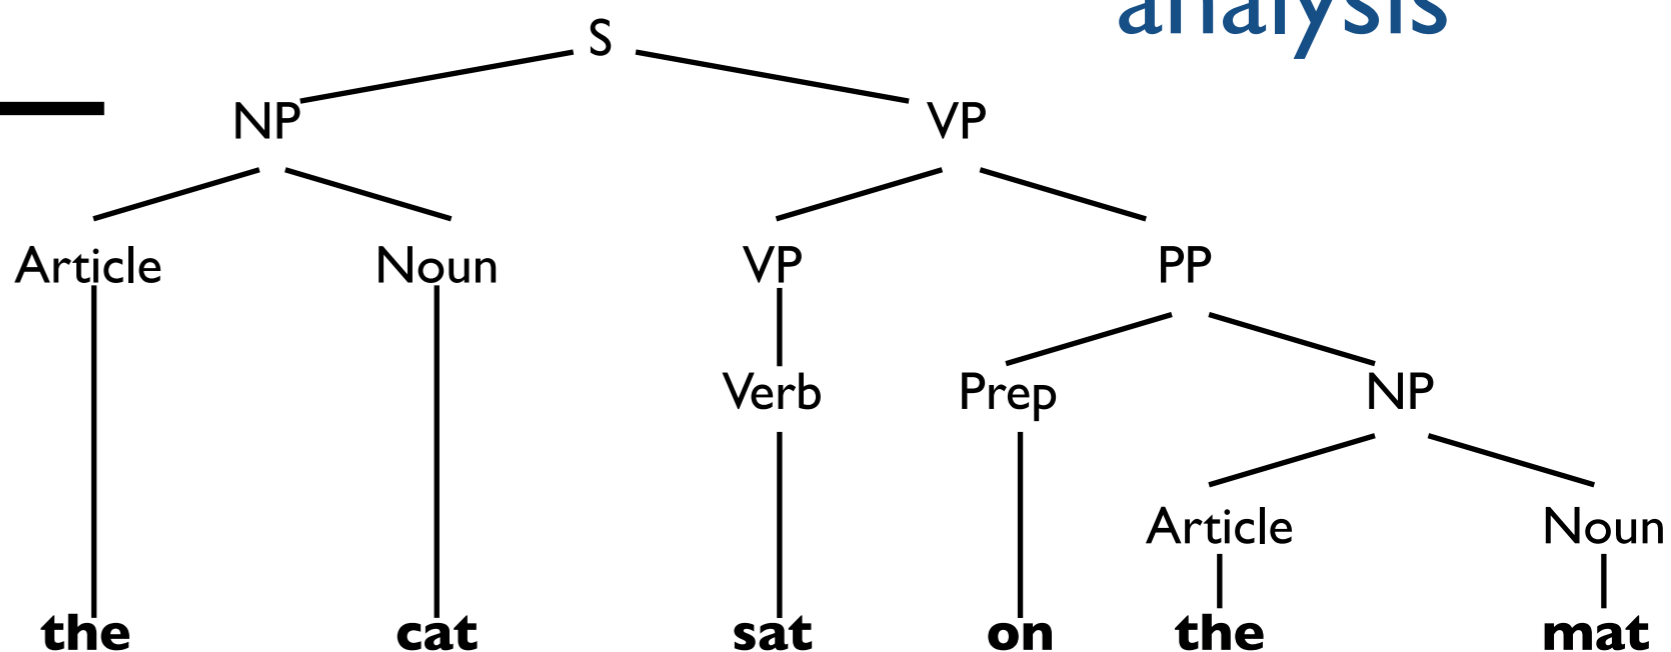 analysis
S
NP VP
Article Noun VP PP
Verb Prep NP
Article Noun
the cat sat on the mat